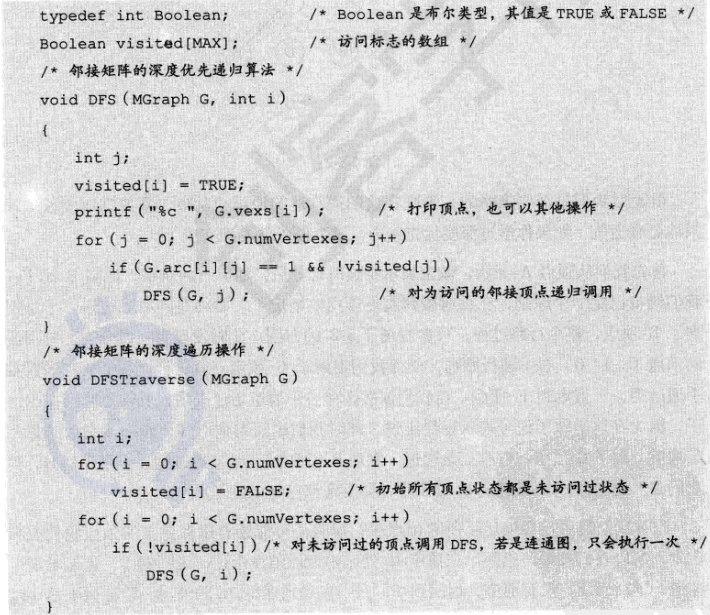 typedef int Boolean; /* Boolean 是布尔类型，其值是 TRUE 或 FALSE */
Boolean visited[MAX]; /* 访问标志的数组 */
/* 邻接矩阵的深度优先递归算法 */
void DFS(MGraph G, int i)
{
int j;
visited[i] = TRUE;
printf("%c ", G.vexs[i]); /* 打印顶点，也可以其他操作 */
for(j = 0; j < G.numVertexes; j++)
if(G.arc[i][j] == 1 && !visited[j])
DFS(G, j); /* 对为访问的邻接顶点递归调用 */
}
/* 邻接矩阵的深度遍历操作 */
void DFSTraverse(MGraph G)
{
int i;
for(i = 0; i < G.numVertexes; i++)
visited[i] = FALSE; /* 初始所有顶点状态都是未访问过状态 */
for(i = 0; i < G.numVertexes; i++)
if(!visited[i])/* 对未访问过的顶点调用 DFS，若是连通图，只会执行一次 */
DFS(G, i);
}